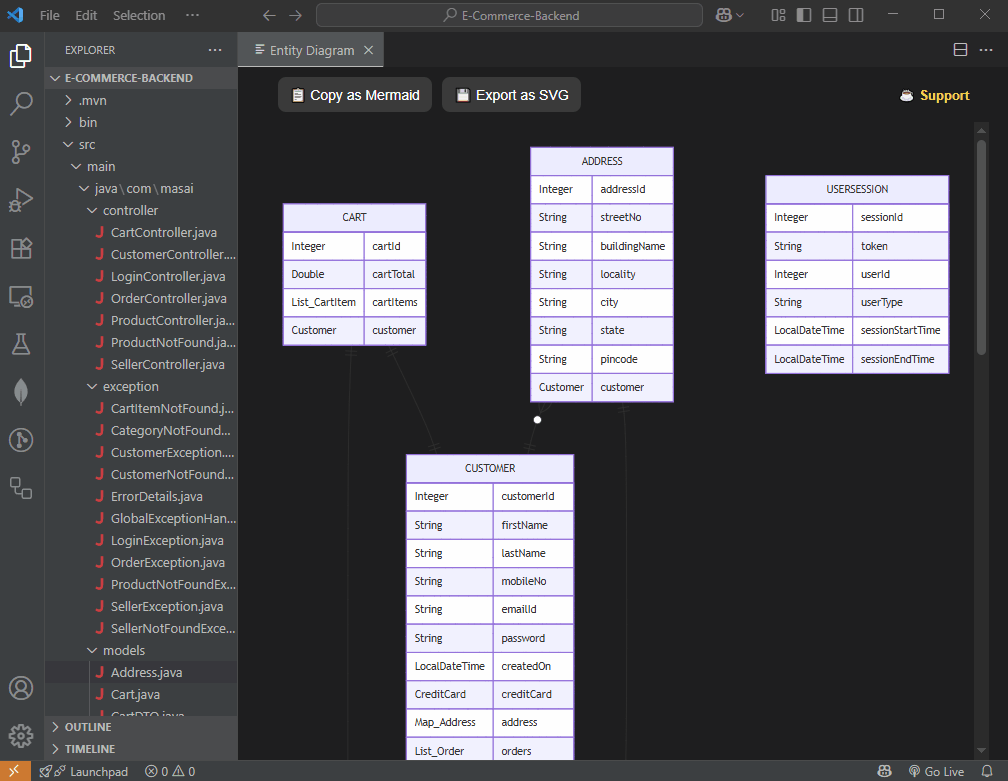 File Edit Selection ··· E-Commerce-Backend
EXPLORER ···
Entity Diagram
E-COMMERCE-BACKEND
.mvn
bin
src
main
java\com\masai
controller
CartController.java
CustomerController....
LoginController.java
OrderController.java
ProductController.ja...
ProductNotFound.ja...
SellerController.java
exception
CartItemNotFound.j...
CategoryNotFound...
CustomerException....
CustomerNotFound...
ErrorDetails.java
GlobalExceptionHan...
LoginException.java
OrderException.java
ProductNotFoundEx...
SellerException.java
SellerNotFoundExce...
models
Address.java
Cart.java
CartDTO.java
OUTLINE
TIMELINE
Copy as Mermaid
Export as SVG
Support
CART
Integer cartId
Double cartTotal
List_CartItem cartItems
Customer customer
ADDRESS
Integer addressId
String streetNo
String buildingName
String locality
String city
String state
String pincode
Customer customer
USERSESSION
Integer sessionId
String token
Integer userId
String userType
LocalDateTime sessionStartTime
LocalDateTime sessionEndTime
CUSTOMER
Integer customerId
String firstName
String lastName
String mobileNo
String emailId
String password
LocalDateTime createdOn
CreditCard creditCard
Map_Address address
List_Order orders
Launchpad 0 0 Go Live